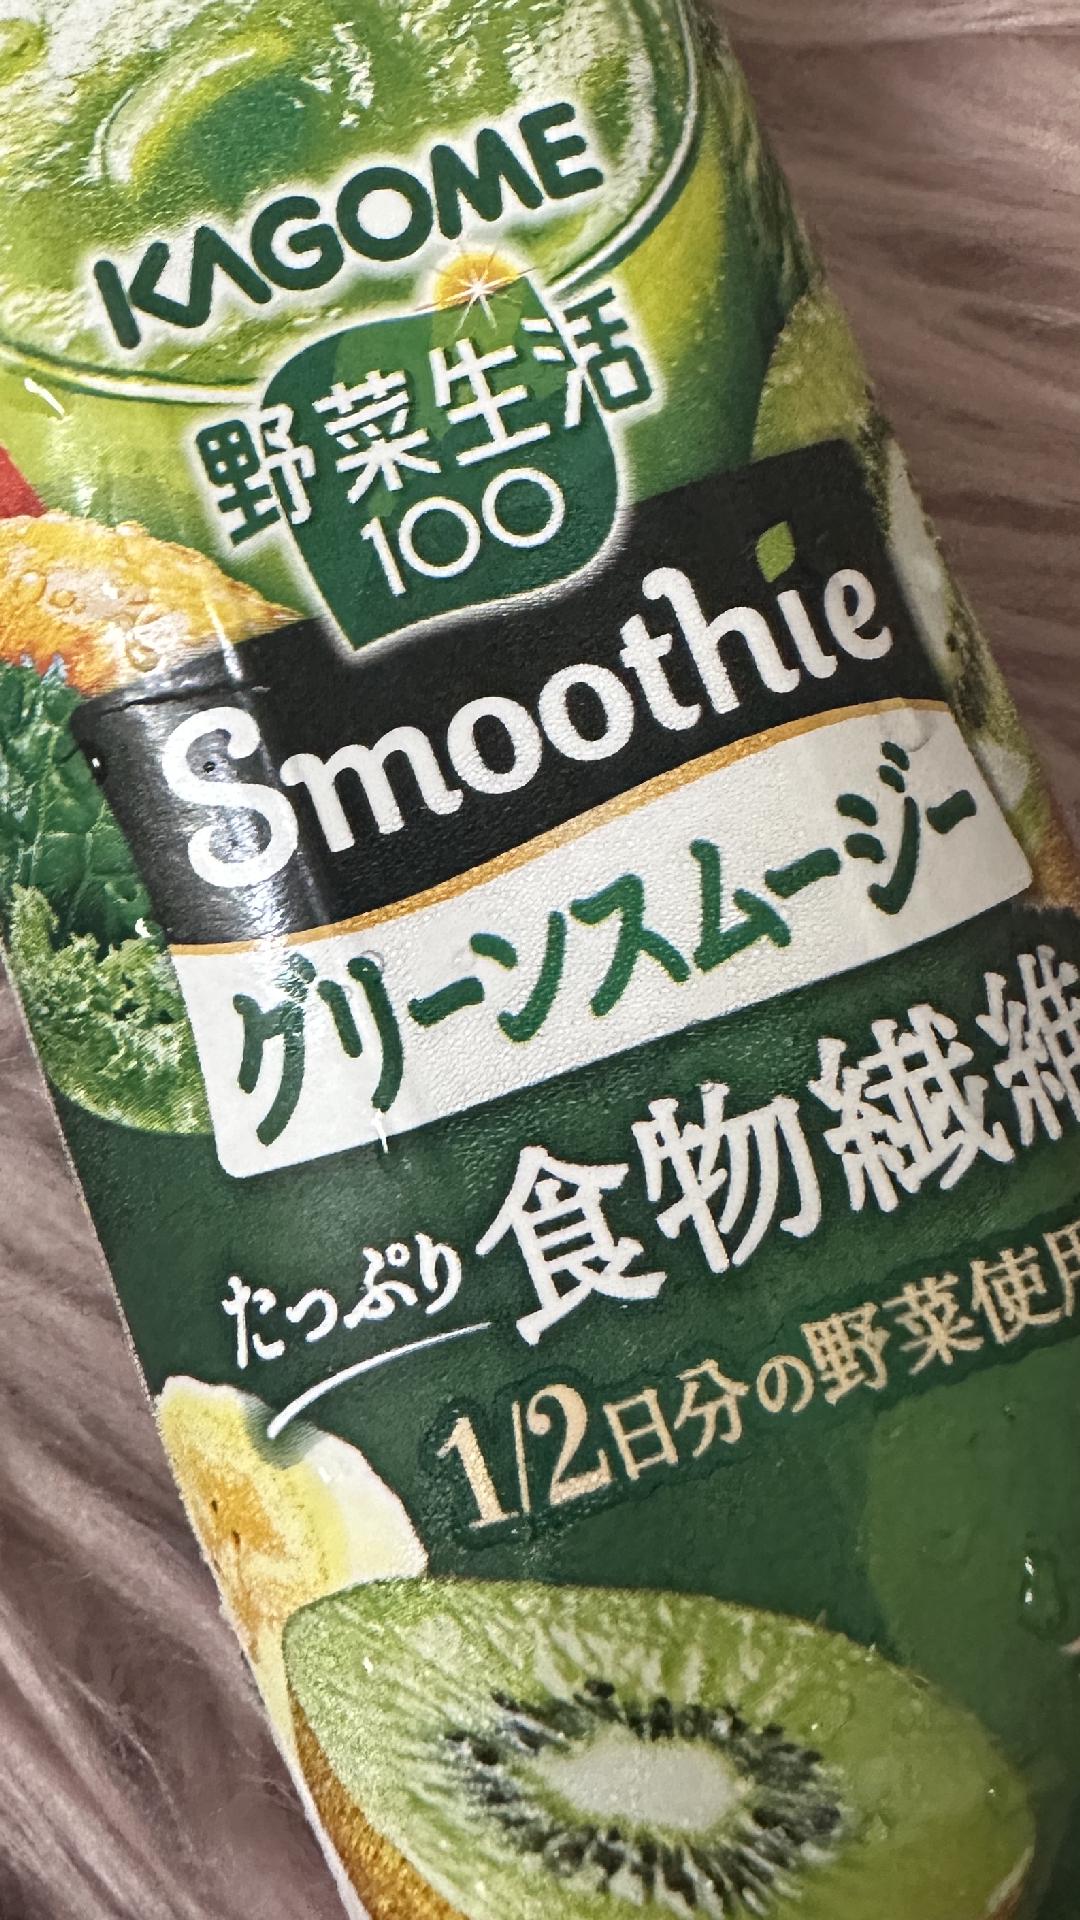 KAGOME
野菜生活
100
Smoothie
グリーンスムージー
たっぷり食物繊維
1/2日分の野菜使用